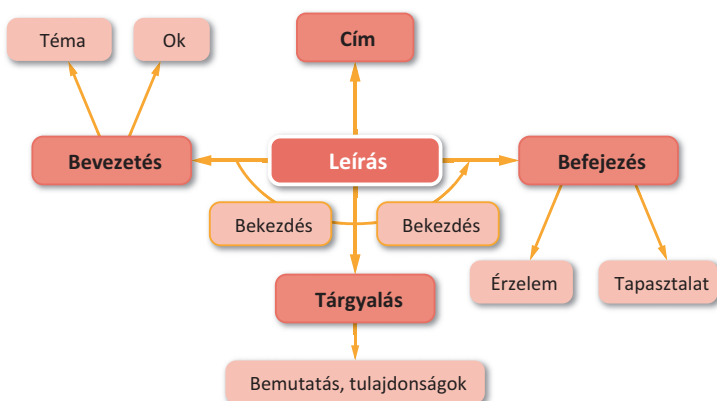 Téma
Ok
Cím
Bevezetés
Leírás
Befejezés
Bekezdés
Bekezdés
Érzelem
Tapasztalat
Tárgyalás
Bemutatás, tulajdonságok